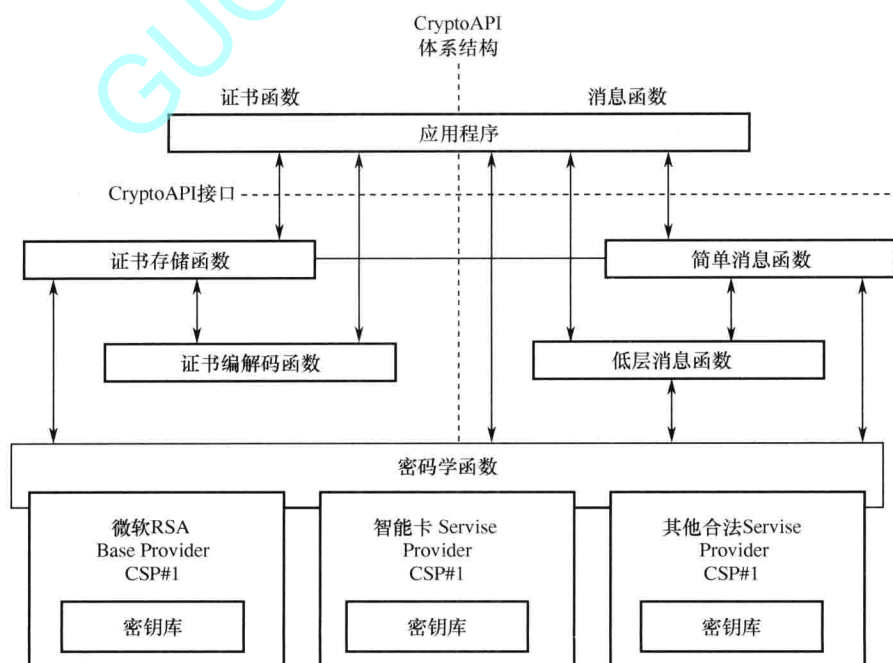 CryptoAPI
体系结构
证书函数
消息函数
应用程序
CryptoAPI接口
证书存储函数
简单消息函数
证书编解码函数
低层消息函数
密码学函数
微软RSA
Base Provider
CSP#1
密钥库
智能卡 Servise
Provider
CSP#1
密钥库
其他合法Servise
Provider
CSP#1
密钥库